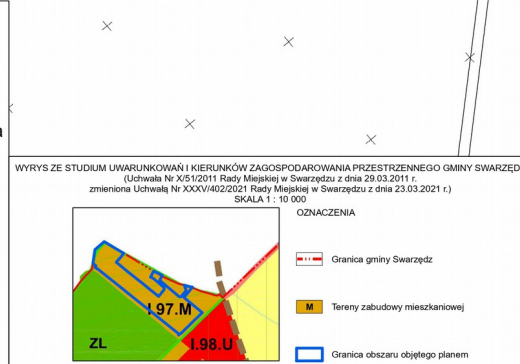 a
WYRYS ZE STUDIUM UWARUNKOWAŃ I KIERUNKÓW ZAGOSPODAROWANIA PRZESTRZENNEGO GMINY SWARZĘD
(Uchwała Nr X/51/2011 Rady Miejskiej w Swarzędzu z dnia 29.03.2011 r.
zmieniona Uchwałą Nr XXXV/402/2021 Rady Miejskiej w Swarzędzu z dnia 23.03.2021 r.)
SKALA 1 : 10 000
OZNACZENIA
Granica gminy Swarzędz
M Tereny zabudowy mieszkaniowej
Granica obszaru objętego planem
I.97.M
ZL
I.98.U